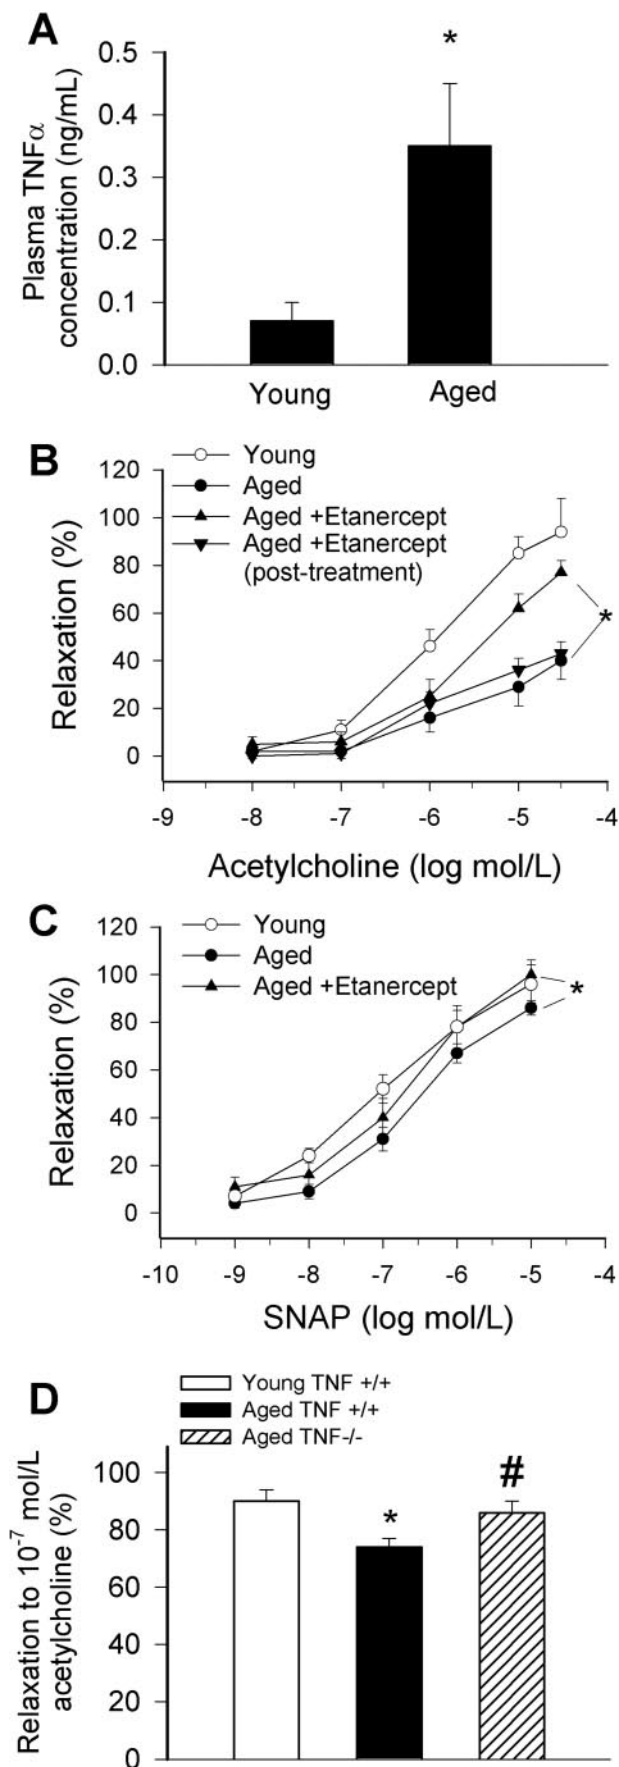 A
*
0.5
0.4
0.3
0.2
0.1
0.0
Plasma TNFα
concentration (ng/mL)
Young Aged
B
Young
Aged
Aged +Etanercept
Aged +Etanercept
(post-treatment)
120
100
80
60
40
20
0
Relaxation (%)
*
-9 -8 -7 -6 -5 -4
Acetylcholine (log mol/L)
C
Young
Aged
Aged +Etanercept
120
100
80
60
40
20
0
Relaxation (%)
*
-10 -9 -8 -7 -6 -5 -4
SNAP (log mol/L)
D
Young TNF +/+
Aged TNF +/+
Aged TNF-/-
100
80
60
40
20
0
Relaxation to 10⁻⁷ mol/L
acetylcholine (%)
* #